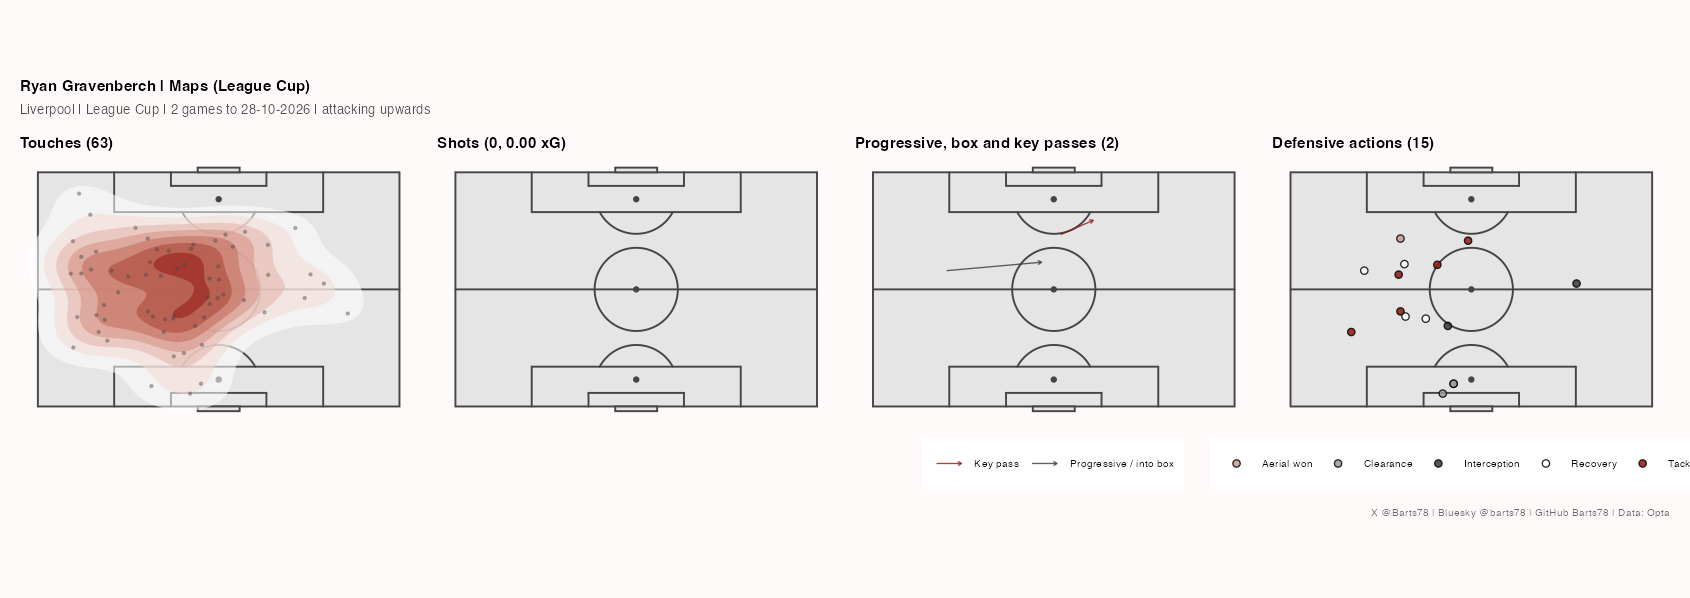 Ryan Gravenberch | Maps (League Cup)
Liverpool | League Cup | 2 games to 28-10-2026 | attacking upwards
Touches (63)
Shots (0, 0.00 xG)
Progressive, box and key passes (2)
Defensive actions (15)
Key pass
Progressive / into box
Aerial won
Clearance
Interception
Recovery
Tack
X @Barts78 | Bluesky @barts78 | GitHub Barts78 | Data: Opta